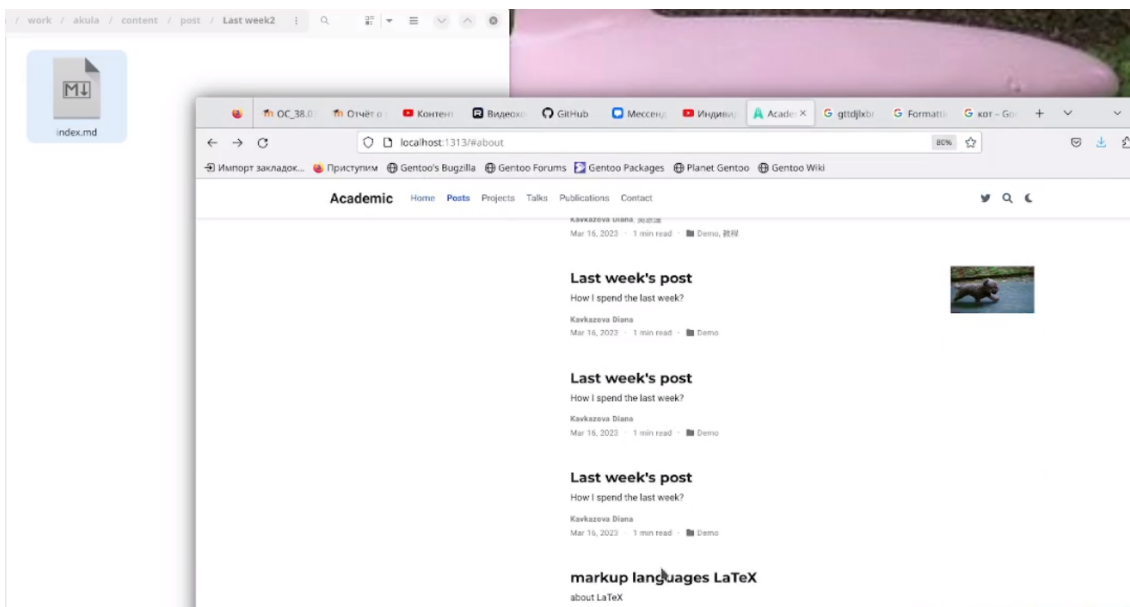 / work / akula / content / post / Last week2
M↓
index.md
ОС_38.0 Отчёт о Контент Видеохо GitHub Мессенд Индивид Acade gttdjlxbr Formatti кот – Go
localhost:1313/#about 80%
Импорт закладок... Приступим Gentoo's Bugzilla Gentoo Forums Gentoo Packages Planet Gentoo Gentoo Wiki
Academic Home Posts Projects Talks Publications Contact
Kavkazova Diana,
Mar 16, 2023 · 1 min read · Demo, 教程
Last week's post
How I spend the last week?
Kavkazova Diana
Mar 16, 2023 · 1 min read · Demo
Last week's post
How I spend the last week?
Kavkazova Diana
Mar 16, 2023 · 1 min read · Demo
Last week's post
How I spend the last week?
Kavkazova Diana
Mar 16, 2023 · 1 min read · Demo
markup languages LaTeX
about LaTeX